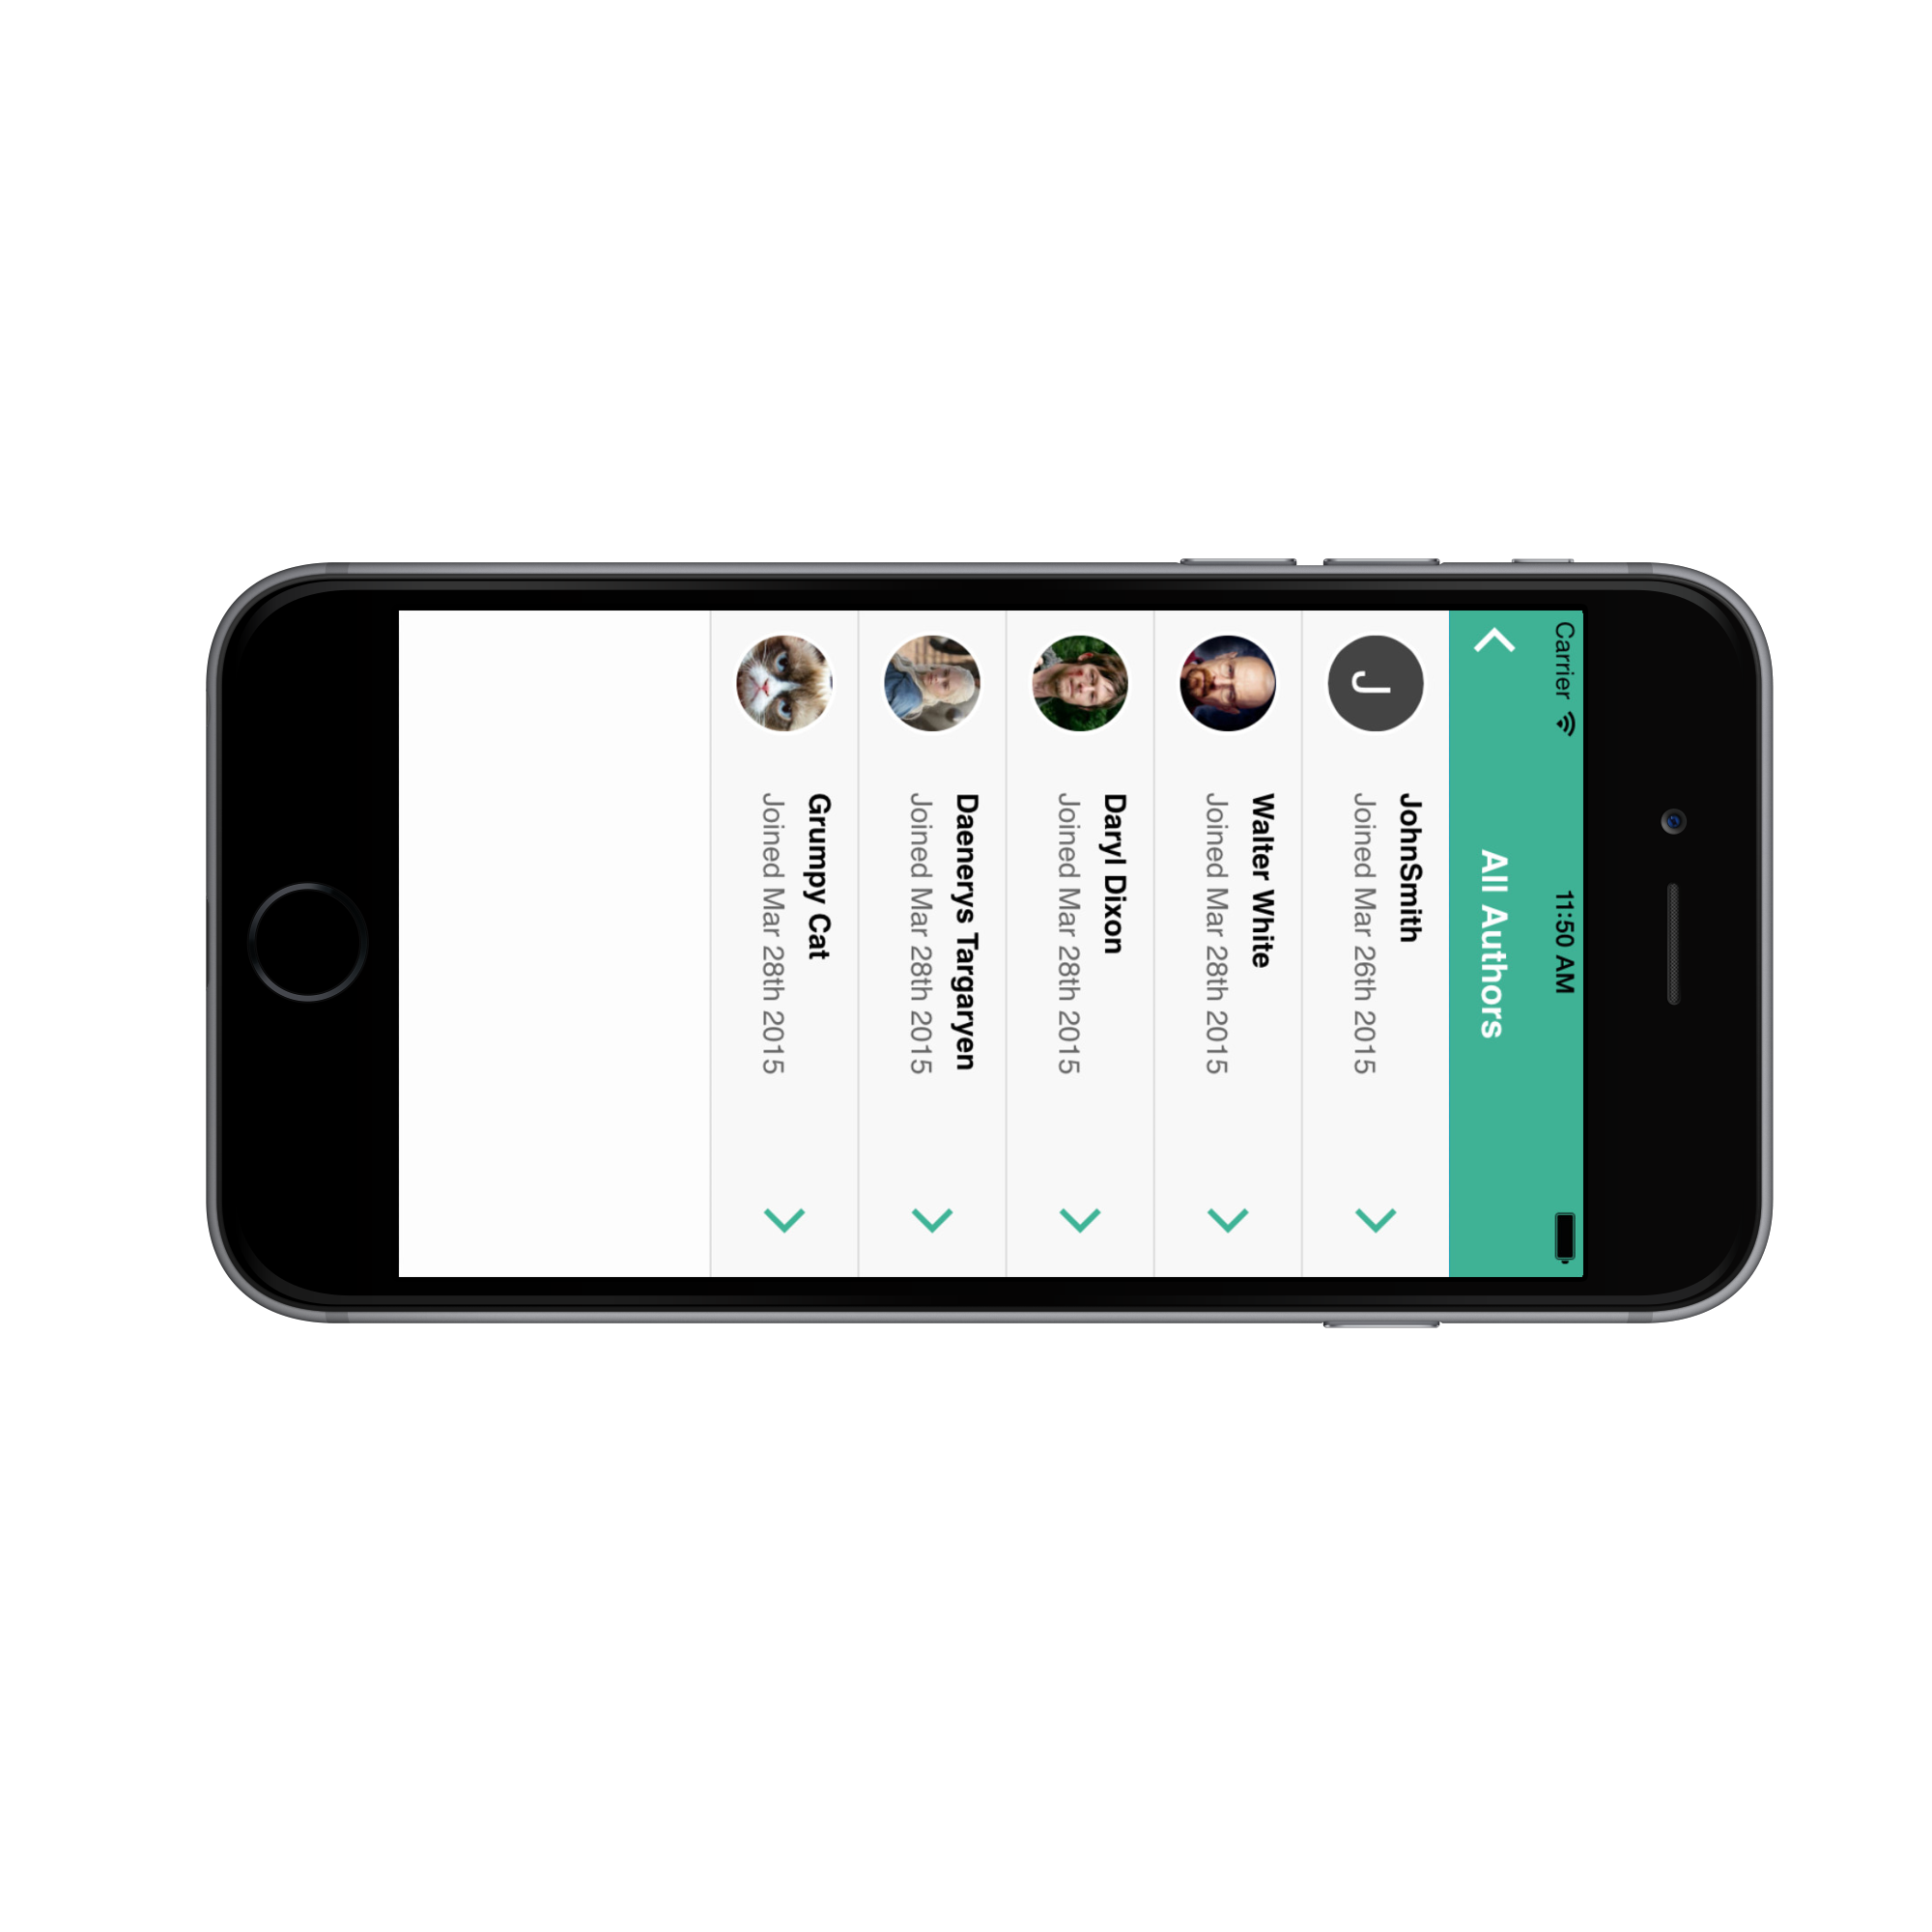 Carrier 11:50 AM
All Authors
J
JohnSmith
Joined Mar 26th 2015
Walter White
Joined Mar 28th 2015
Daryl Dixon
Joined Mar 28th 2015
Daenerys Targaryen
Joined Mar 28th 2015
Grumpy Cat
Joined Mar 28th 2015